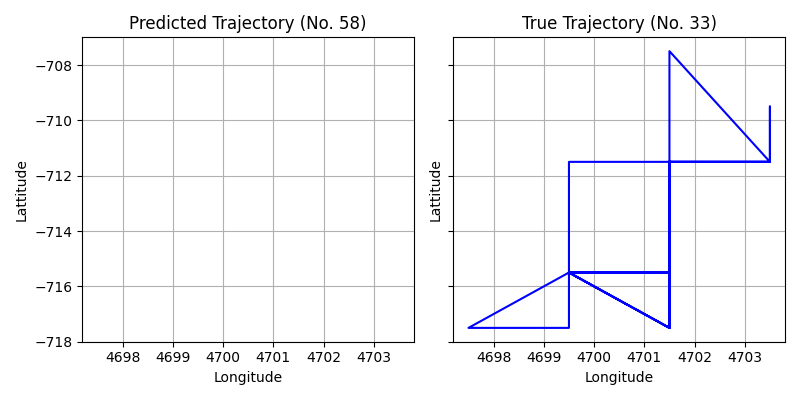 Predicted Trajectory (No. 58)
True Trajectory (No. 33)
−708
−710
−712
−714
−716
−718
Lattitude
Lattitude
4698 4699 4700 4701 4702 4703
4698 4699 4700 4701 4702 4703
Longitude
Longitude